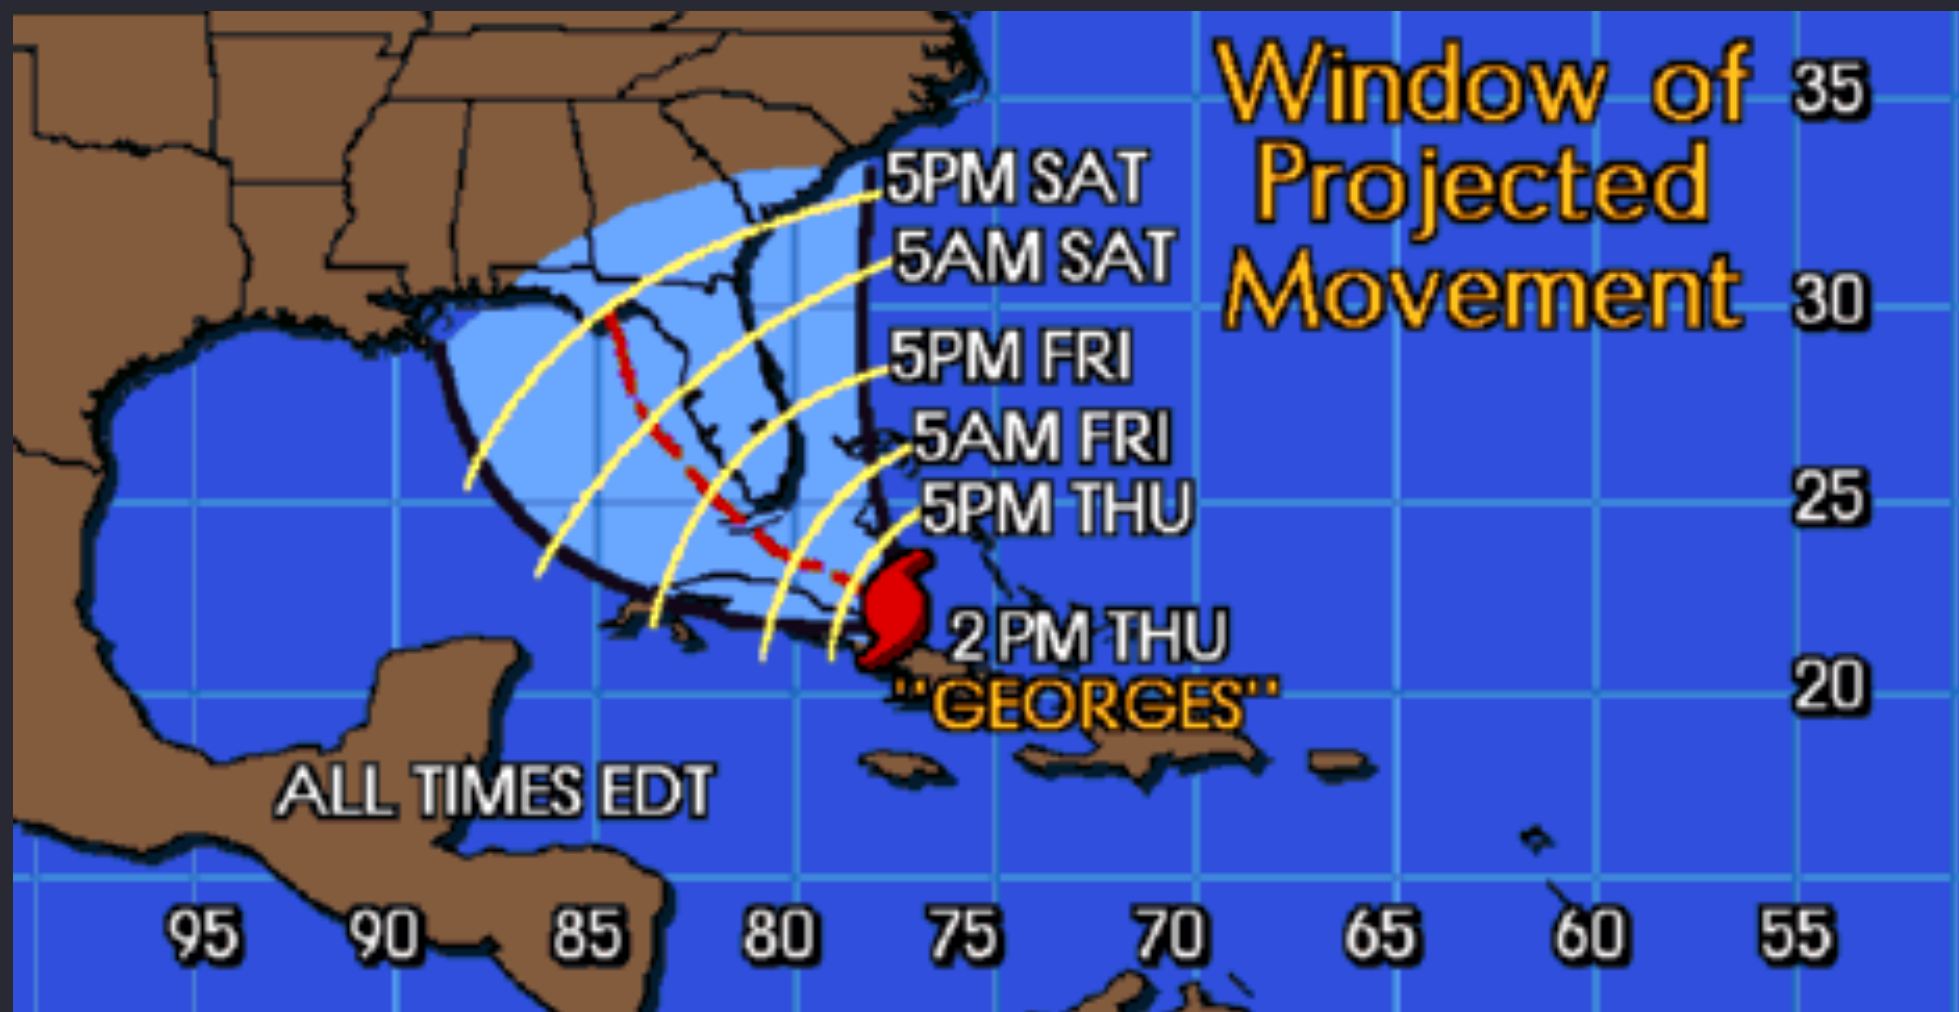 Window of
Projected
Movement
35
5PM SAT
5AM SAT
30
5PM FRI
5AM FRI
25
5PM THU
2 PM THU
20
"GEORGES"
ALL TIMES EDT
95 90 85 80 75 70 65 60 55